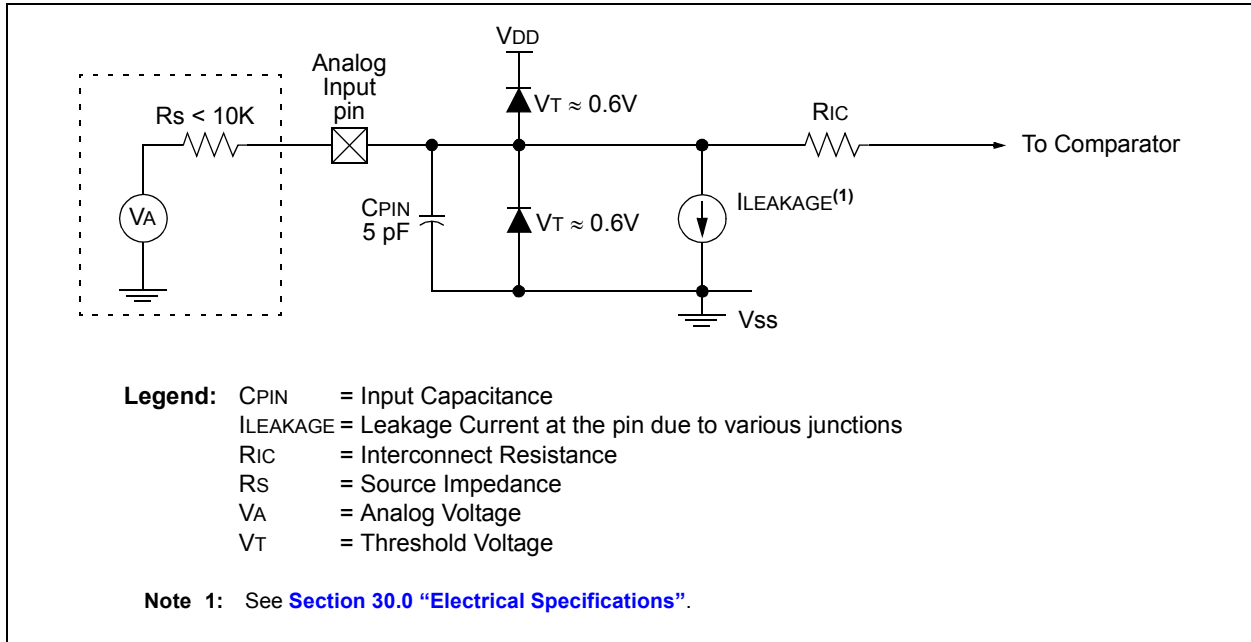 VDD
Analog
Input
pin
Rs < 10K
VT ≈ 0.6V
RIC
To Comparator
VA
CPIN
5 pF
VT ≈ 0.6V
ILEAKAGE(1)
Vss
Legend: CPIN = Input Capacitance
ILEAKAGE = Leakage Current at the pin due to various junctions
RIC = Interconnect Resistance
RS = Source Impedance
VA = Analog Voltage
VT = Threshold Voltage
Note 1: See Section 30.0 “Electrical Specifications”.